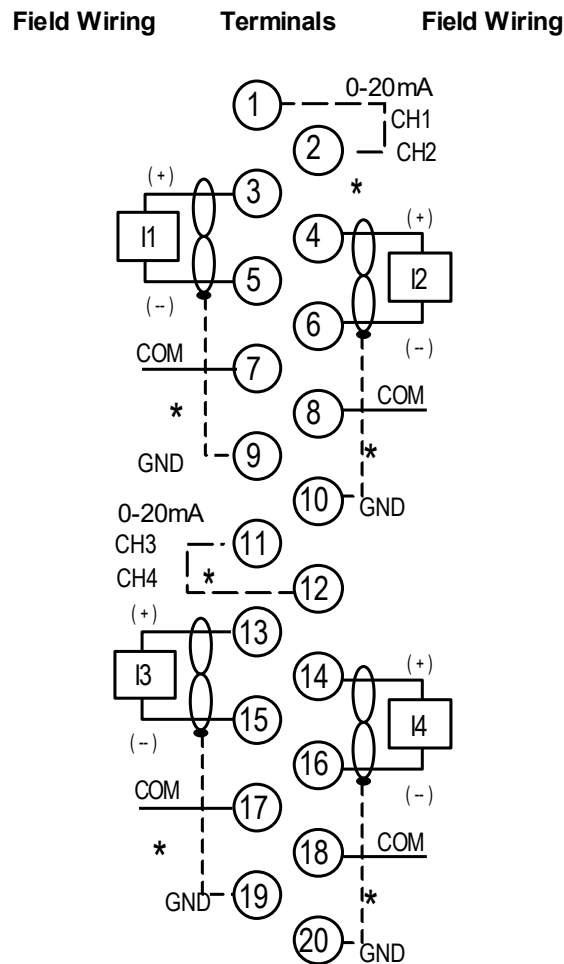 Field Wiring Terminals Field Wiring
0-20mA
1
CH1
2 CH2
(+) 3 *
4 (+)
I1
5 I2
(--) 6
(--)
COM 7
8 COM
*
GND 9 *
10 GND
0-20mA
CH3 11
CH4 * 12
(+) 13
14 (+)
I3
15 I4
(--) 16
(--)
COM 17
* 18 COM
GND 19 *
20 GND